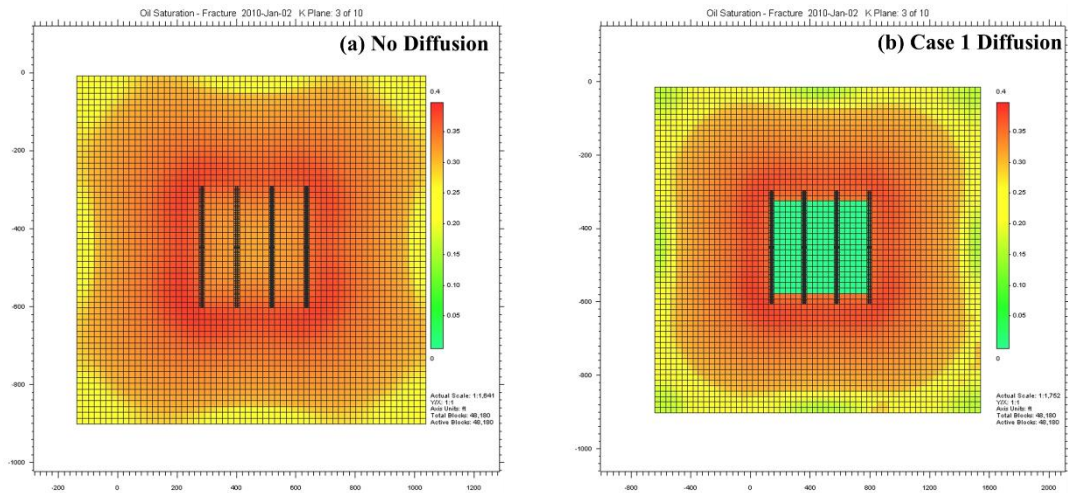 Oil Saturation - Fracture 2010-Jan-02 K Plane: 3 of 10
(a) No Diffusion
0
-200
-400
-600
-800
-1000
-200 0 200 400 600 800 1000 1200
0.4
0.35
0.30
0.25
0.20
0.15
0.10
0.05
0
Actual Scale: 1:1,641
Y/X: 1:1
Axis Units: ft
Total Blocks: 48,180
Active Blocks: 48,180
Oil Saturation - Fracture 2010-Jan-02 K Plane: 3 of 10
(b) Case 1 Diffusion
0
-200
-400
-600
-800
-1000
-800 -400 0 400 800 1200 1600 2000
0.4
0.35
0.30
0.25
0.20
0.15
0.10
0.05
0
Actual Scale: 1:1,752
Y/X: 1:1
Axis Units: ft
Total Blocks: 48,180
Active Blocks: 48,180